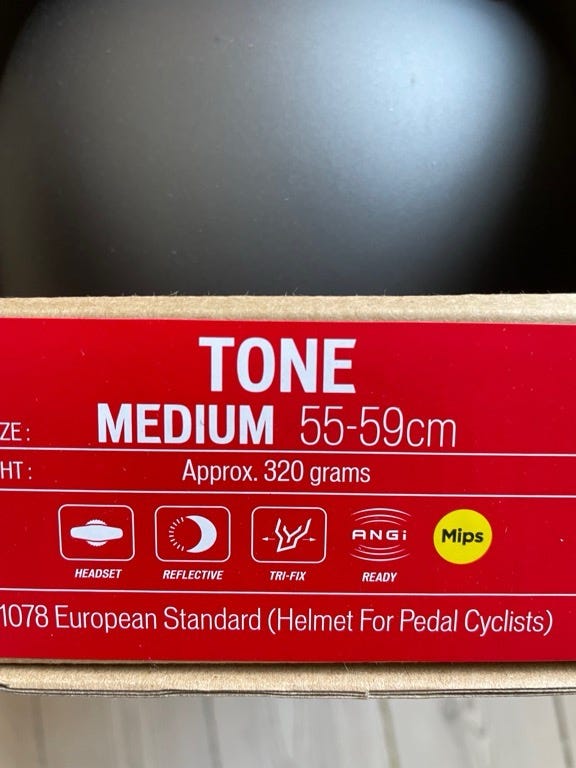 TONE
ZE: MEDIUM 55-59cm
HT: Approx. 320 grams
HEADSET REFLECTIVE TRI-FIX ANGi READY Mips
1078 European Standard (Helmet For Pedal Cyclists)